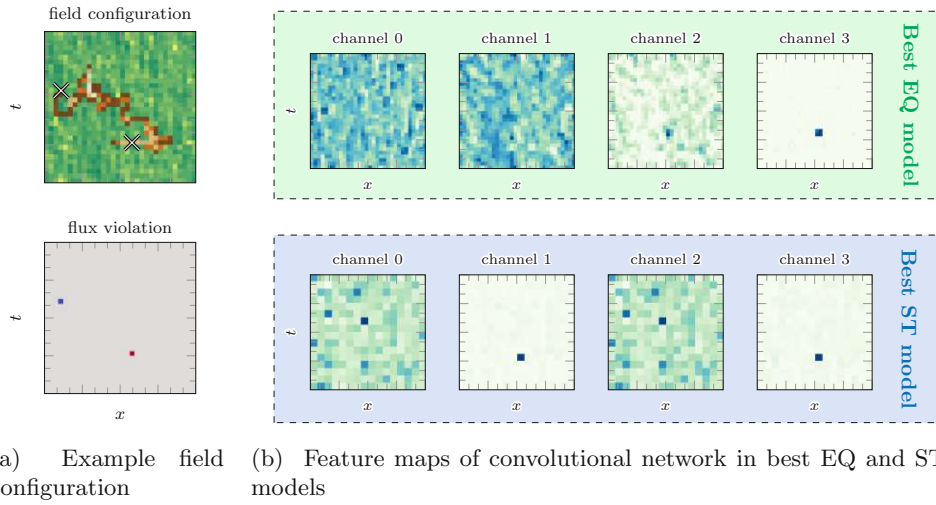 field configuration
t
flux violation
t
x
channel 0
channel 1
channel 2
channel 3
t
x
x
x
x
Best EQ model
channel 0
channel 1
channel 2
channel 3
t
x
x
x
x
Best ST model
a) Example field
onfiguration
(b) Feature maps of convolutional network in best EQ and ST
models